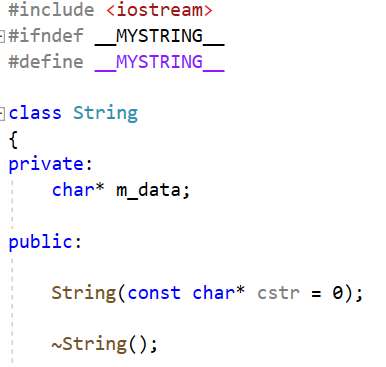 #include <iostream>
#ifndef __MYSTRING__
#define __MYSTRING__
class String
{
private:
    char* m_data;
public:
    String(const char* cstr = 0);
    ~String();